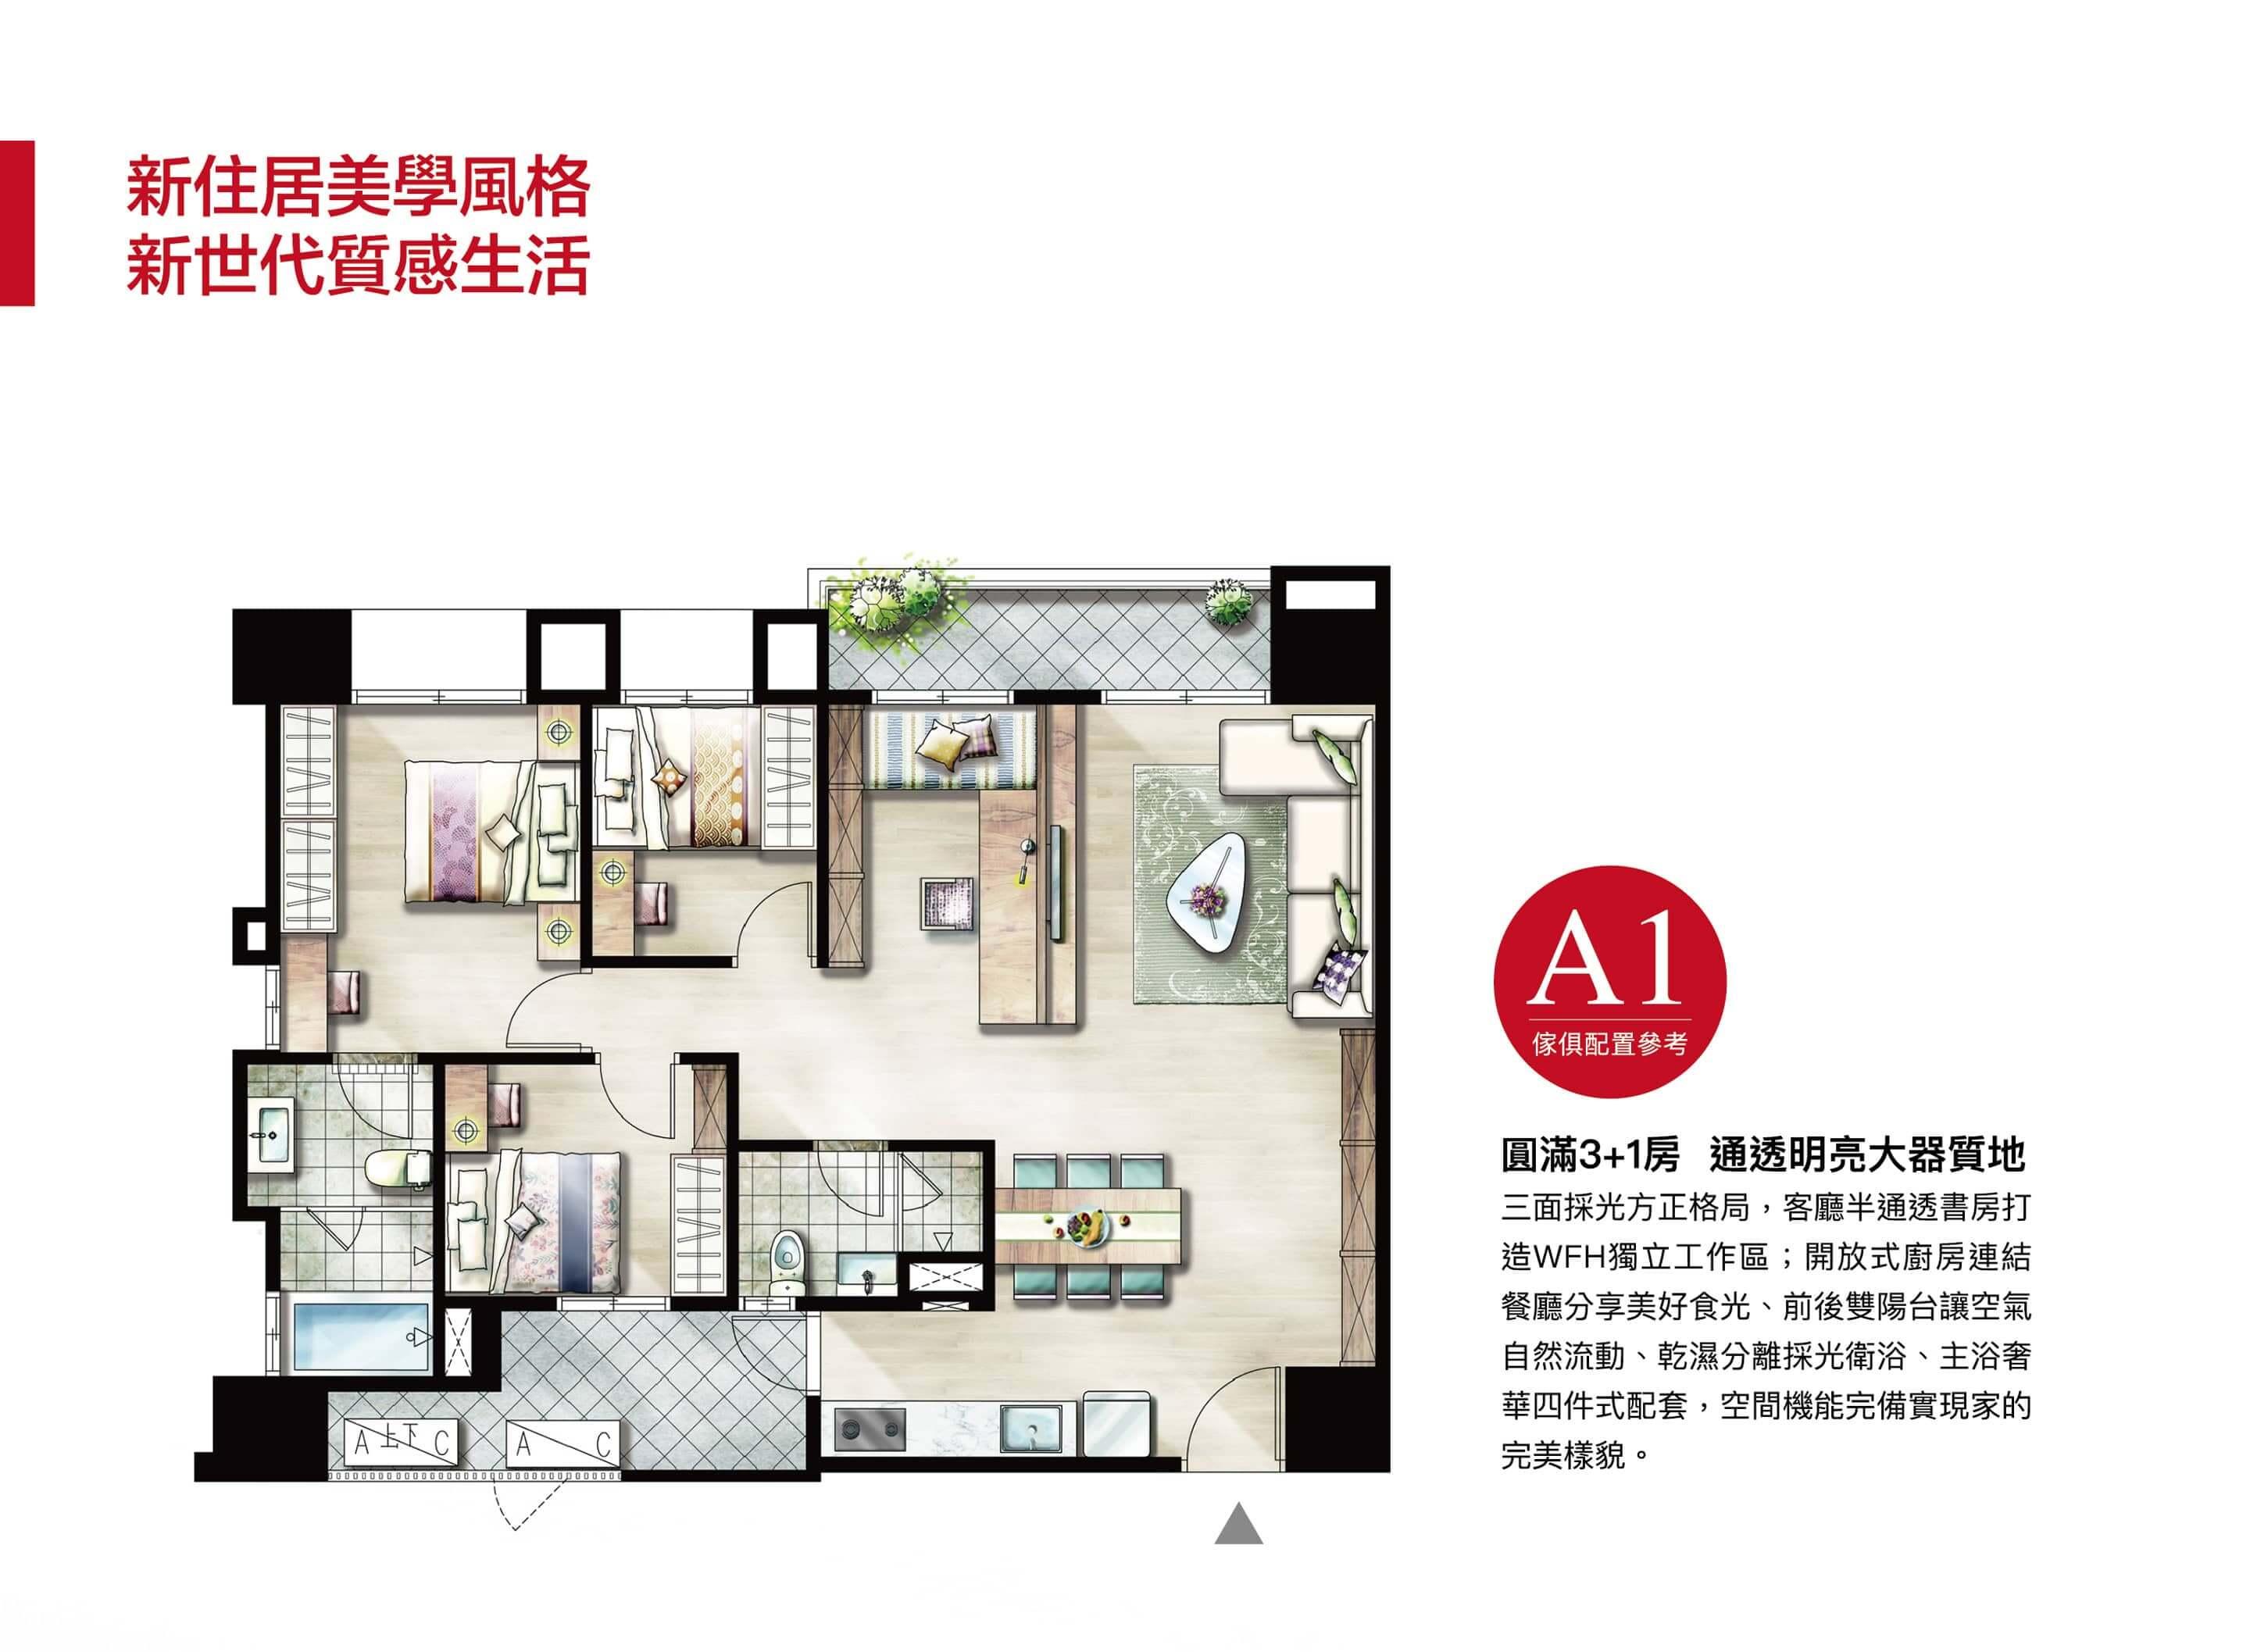 新住居美學風格
新世代質感生活
A1
傢俱配置參考
圓滿3+1房 通透明亮大器質地
三面採光方正格局，客廳半通透書房打
造WFH獨立工作區；開放式廚房連結
餐廳分享美好食光、前後雙陽台讓空氣
自然流動、乾濕分離採光衛浴、主浴奢
華四件式配套，空間機能完備實現家的
完美樣貌。
A 上下 C
A C